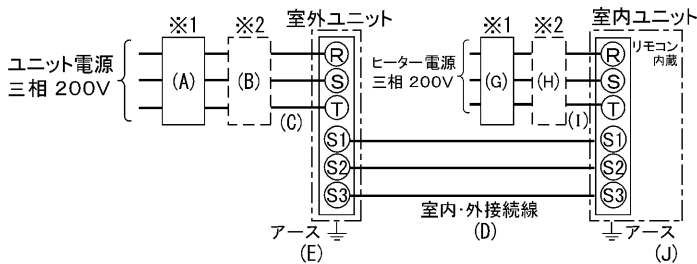 ※1 ※2 室外ユニット
ユニット電源
三相 200V
(A) (B) (C)
R
S
T
S1
S2
S3
アース
(E)
※1 ※2 室内ユニット
ヒーター電源
三相 200V
(G) (H) (I)
R
S
T
S1
S2
S3
リモコン
内蔵
室内・外接続線
(D)
アース
(J)